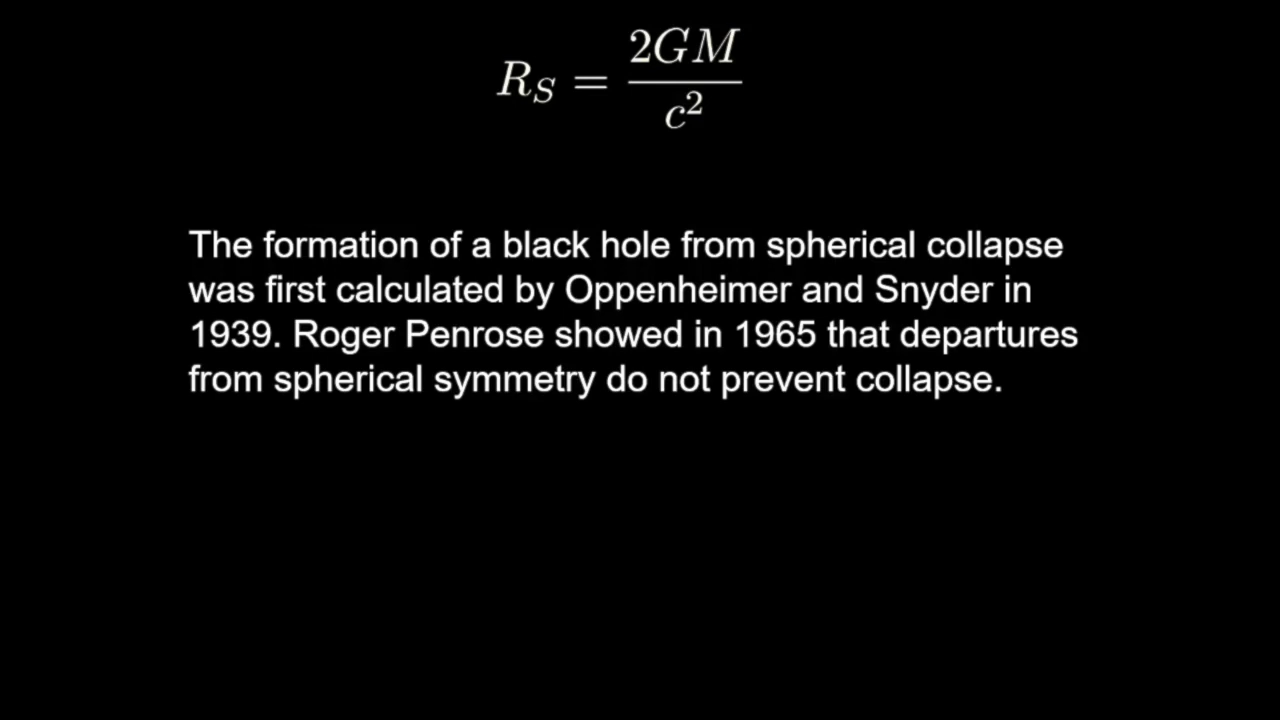 R_S = 2GM / c²
The formation of a black hole from spherical collapse
was first calculated by Oppenheimer and Snyder in
1939. Roger Penrose showed in 1965 that departures
from spherical symmetry do not prevent collapse.